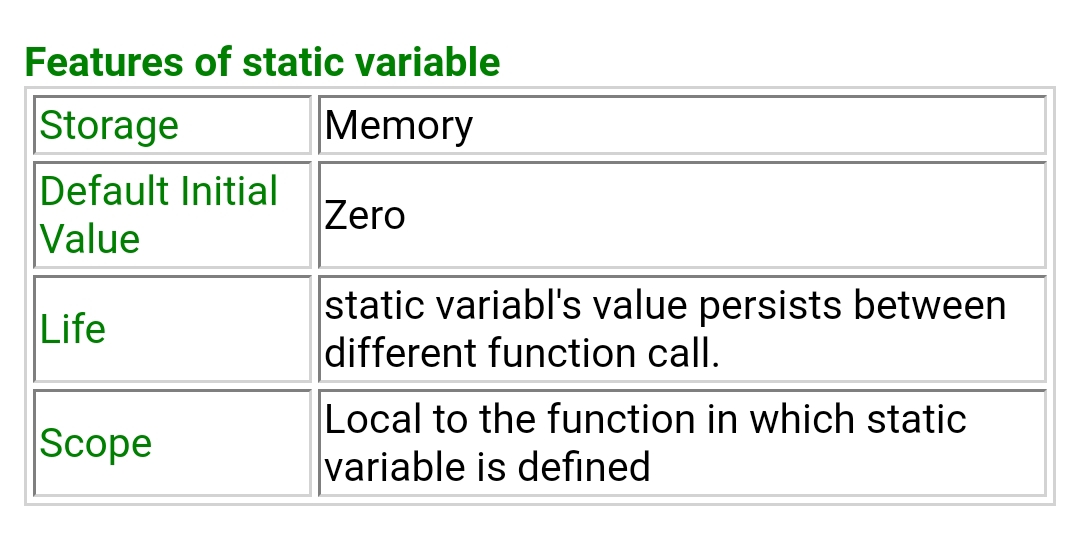 Features of static variable
Storage
Memory
Default Initial
Value
Zero
Life
static variabl's value persists between
different function call.
Scope
Local to the function in which static
variable is defined